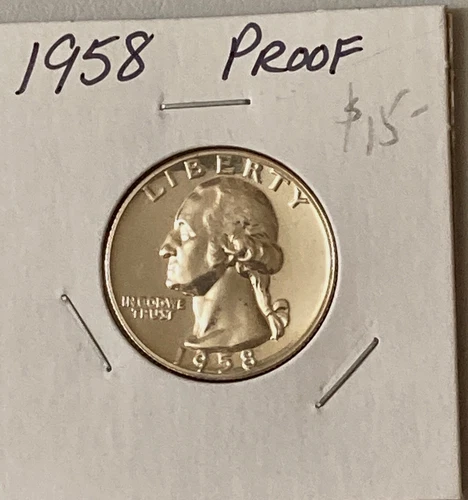 1958 PROOF
$15-
LIBERTY
IN GOD WE
TRUST
1958